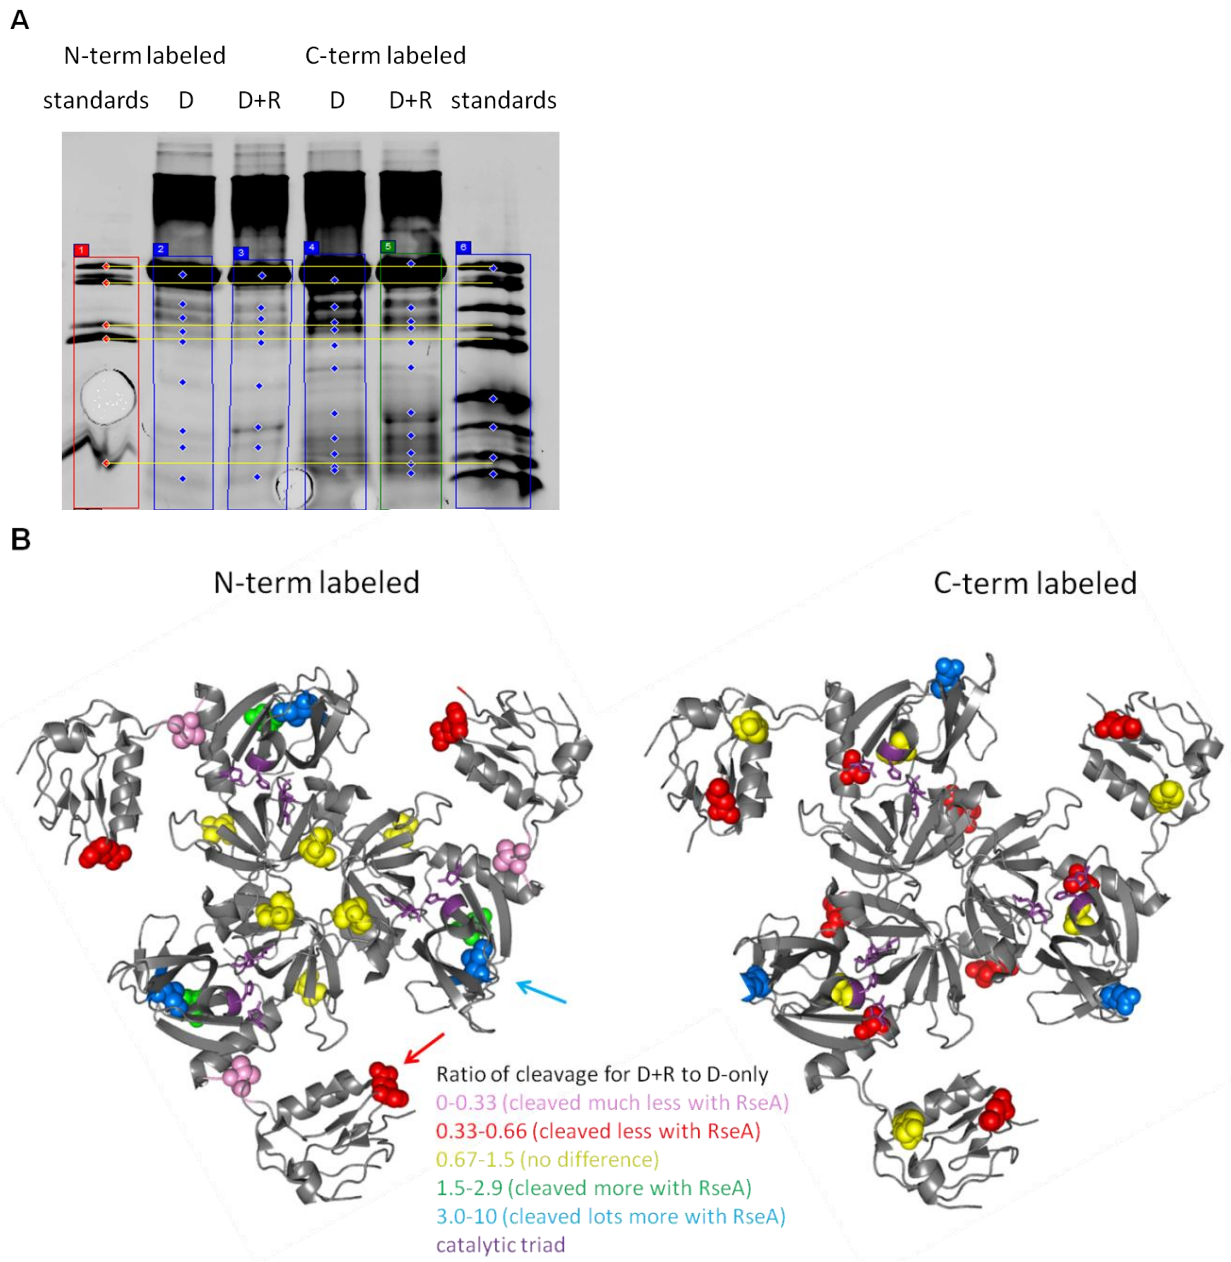 A
N-term labeled C-term labeled
standards D D+R D D+R standards
1 2 3 4 5 6
B
N-term labeled C-term labeled
Ratio of cleavage for D+R to D-only
0-0.33 (cleaved much less with RseA)
0.33-0.66 (cleaved less with RseA)
0.67-1.5 (no difference)
1.5-2.9 (cleaved more with RseA)
3.0-10 (cleaved lots more with RseA)
catalytic triad